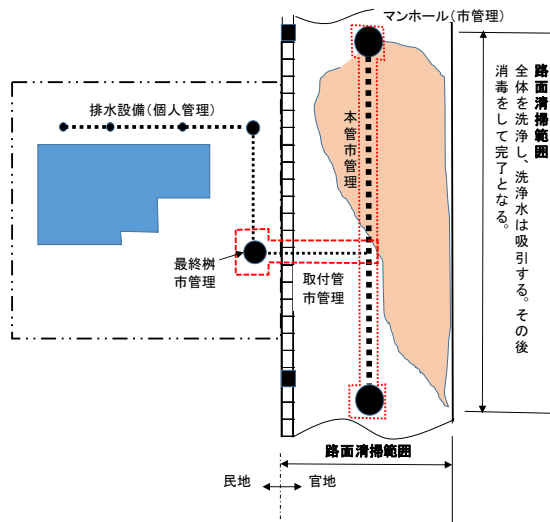 マンホール(市管理)
排水設備(個人管理)
本管市管理
路面清掃範囲
全体を洗浄し、洗浄水は吸引する。その後
消毒をして完了となる。
最終桝
市管理
取付管
市管理
路面清掃範囲
民地
官地